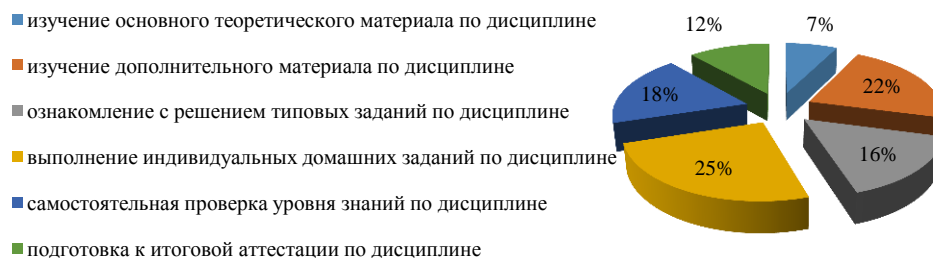 изучение основного теоретического материала по дисциплине
изучение дополнительного материала по дисциплине
ознакомление с решением типовых заданий по дисциплине
выполнение индивидуальных домашних заданий по дисциплине
самостоятельная проверка уровня знаний по дисциплине
подготовка к итоговой аттестации по дисциплине
12%
7%
22%
18%
16%
25%